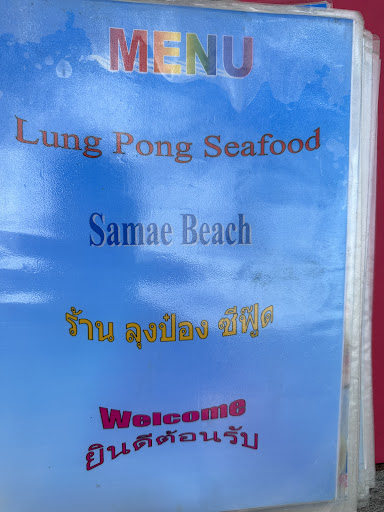 MENU
Lung Pong Seafood
Samae Beach
ร้าน ลุงป๋อง ซีฟู๊ด
Welcome
ยินดีต้อนรับ